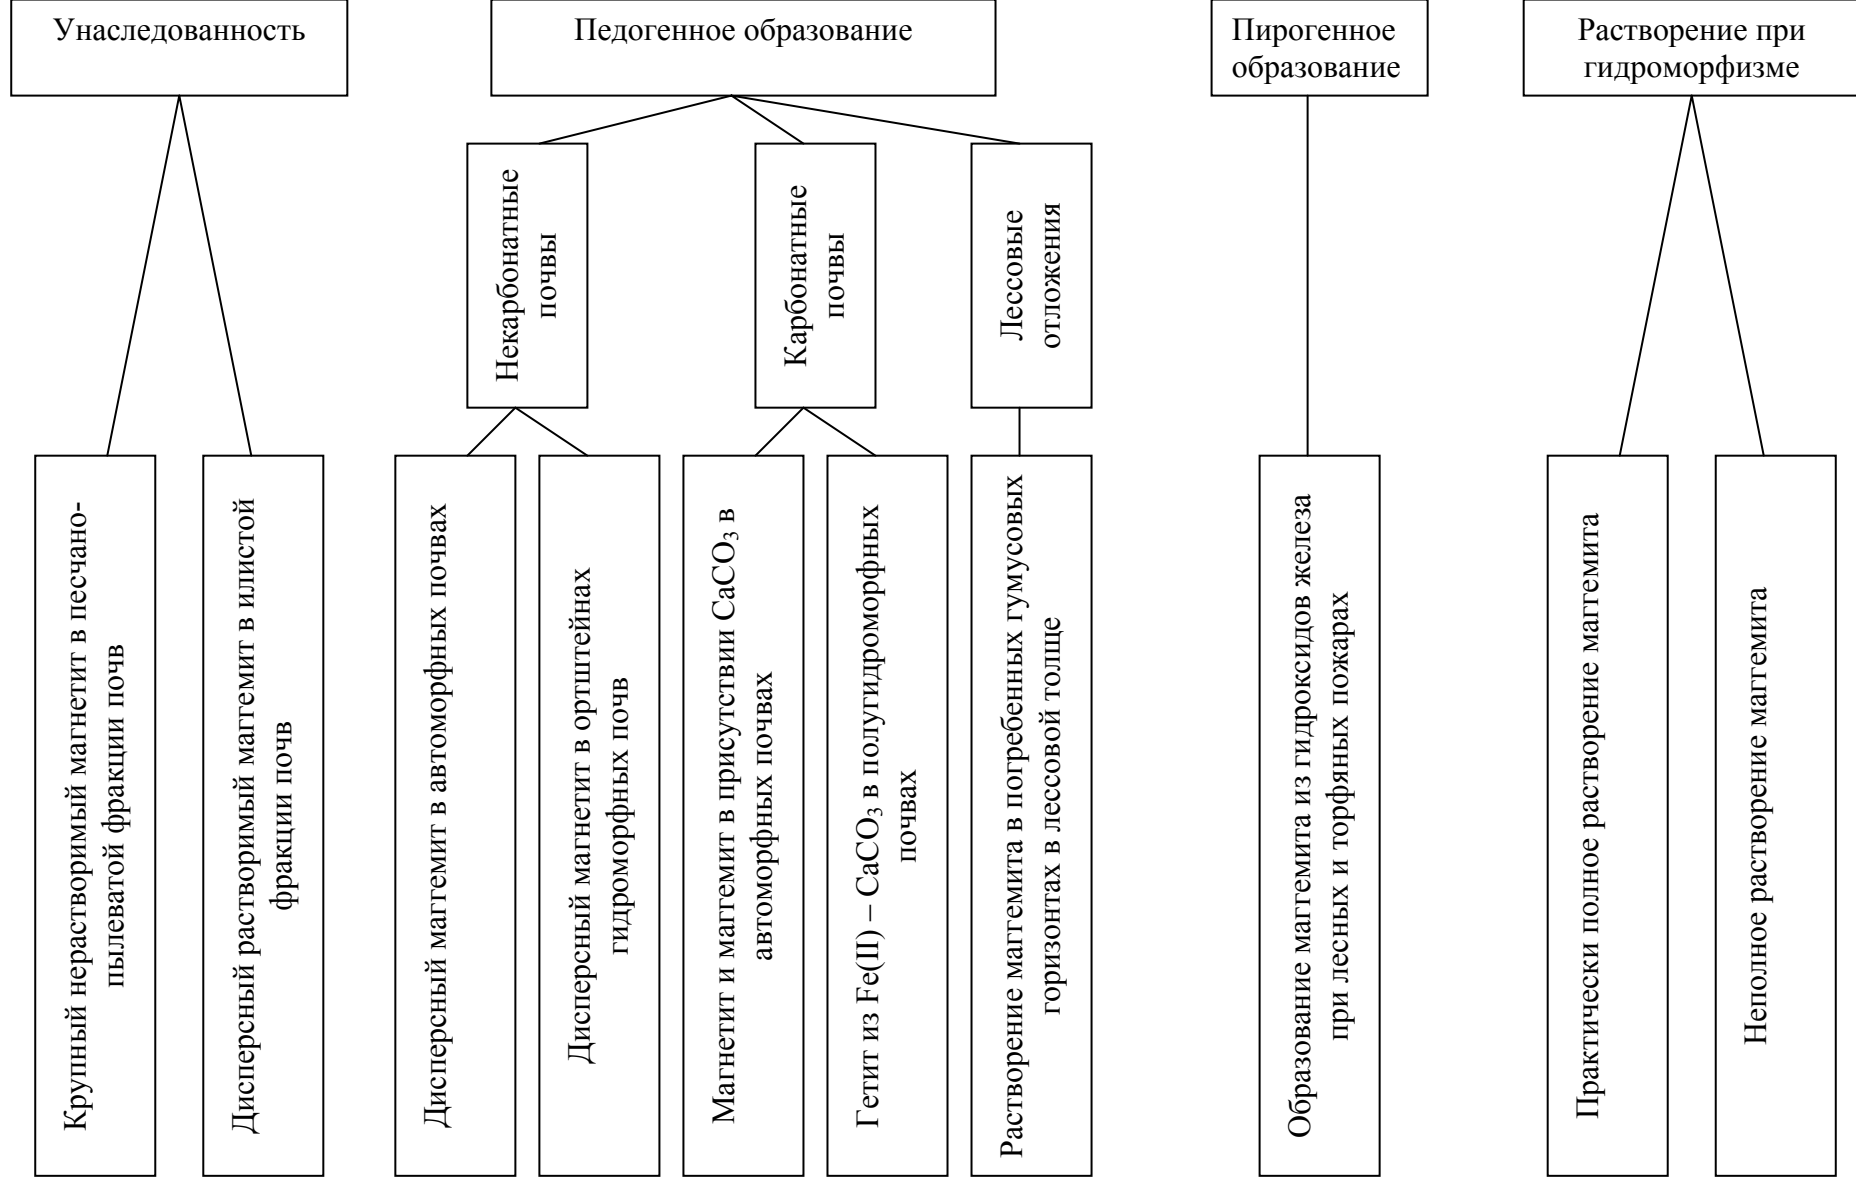 Унаследованность
Педогенное образование
Пирогенное
образование
Растворение при
гидроморфизме
Некарбонатные
почвы
Карбонатные
почвы
Лессовые
отложения
Крупный нерастворимый магнетит в песчано-
пылеватой фракции почв
Дисперсный растворимый маггемит в илистой
фракции почв
Дисперсный маггемит в автоморфных почвах
Дисперсный магнетит в ортштейнах
гидроморфных почв
Магнетит и маггемит в присутствии CaCO₃ в
автоморфных почвах
Гетит из Fe(II) – CaCO₃ в полугидроморфных
почвах
Растворение маггемита в погребенных гумусовых
горизонтах в лессовой толще
Образование маггемита из гидроксидов железа
при лесных и торфяных пожарах
Практически полное растворение маггемита
Неполное растворение магемита